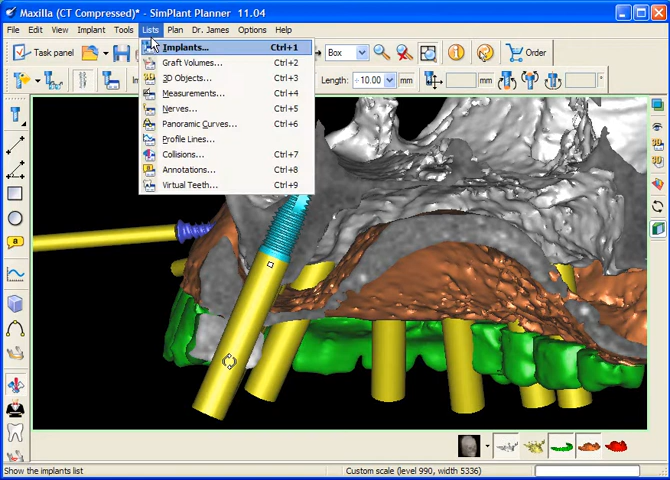 Maxilla (CT Compressed)* - SimPlant Planner 11.04
File Edit View Implant Tools Lists Plan Dr. James Options Help
Task panel Box Order
Length: ÷10.00 mm mm
Implants... Ctrl+1
Graft Volumes... Ctrl+2
3D Objects... Ctrl+3
Measurements... Ctrl+4
Nerves... Ctrl+5
Panoramic Curves... Ctrl+6
Profile Lines...
Collisions... Ctrl+7
Annotations... Ctrl+8
Virtual Teeth... Ctrl+9
Show the implants list Custom scale (level 990, width 5336)